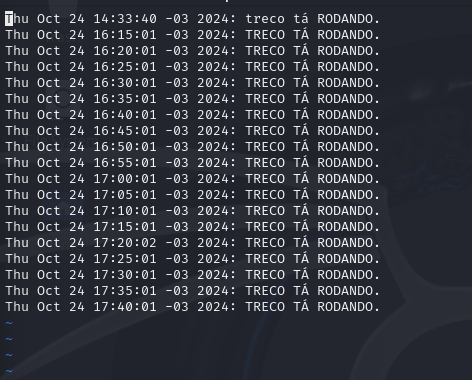 Thu Oct 24 14:33:40 -03 2024: treco tá RODANDO.
Thu Oct 24 16:15:01 -03 2024: TRECO TÁ RODANDO.
Thu Oct 24 16:20:01 -03 2024: TRECO TÁ RODANDO.
Thu Oct 24 16:25:01 -03 2024: TRECO TÁ RODANDO.
Thu Oct 24 16:30:01 -03 2024: TRECO TÁ RODANDO.
Thu Oct 24 16:35:01 -03 2024: TRECO TÁ RODANDO.
Thu Oct 24 16:40:01 -03 2024: TRECO TÁ RODANDO.
Thu Oct 24 16:45:01 -03 2024: TRECO TÁ RODANDO.
Thu Oct 24 16:50:01 -03 2024: TRECO TÁ RODANDO.
Thu Oct 24 16:55:01 -03 2024: TRECO TÁ RODANDO.
Thu Oct 24 17:00:01 -03 2024: TRECO TÁ RODANDO.
Thu Oct 24 17:05:01 -03 2024: TRECO TÁ RODANDO.
Thu Oct 24 17:10:01 -03 2024: TRECO TÁ RODANDO.
Thu Oct 24 17:15:01 -03 2024: TRECO TÁ RODANDO.
Thu Oct 24 17:20:02 -03 2024: TRECO TÁ RODANDO.
Thu Oct 24 17:25:01 -03 2024: TRECO TÁ RODANDO.
Thu Oct 24 17:30:01 -03 2024: TRECO TÁ RODANDO.
Thu Oct 24 17:35:01 -03 2024: TRECO TÁ RODANDO.
Thu Oct 24 17:40:01 -03 2024: TRECO TÁ RODANDO.
~
~
~
~